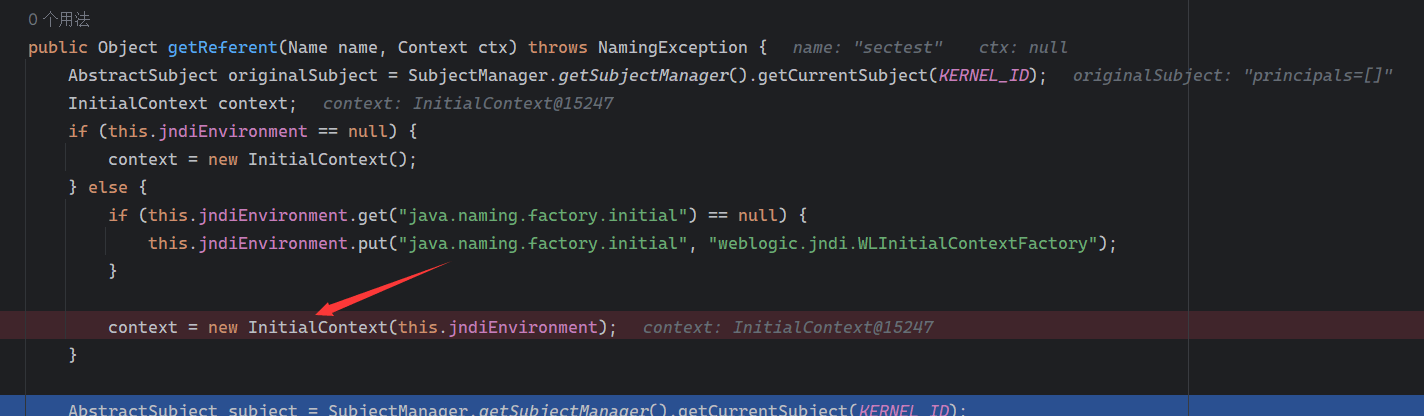 0 个用法
public Object getReferent(Name name, Context ctx) throws NamingException {   name: "sectest"    ctx: null
    AbstractSubject originalSubject = SubjectManager.getSubjectManager().getCurrentSubject(KERNEL_ID);   originalSubject: "principals=[]"
    InitialContext context;   context: InitialContext@15247
    if (this.jndiEnvironment == null) {
        context = new InitialContext();
    } else {
        if (this.jndiEnvironment.get("java.naming.factory.initial") == null) {
            this.jndiEnvironment.put("java.naming.factory.initial", "weblogic.jndi.WLInitialContextFactory");
        }
        context = new InitialContext(this.jndiEnvironment);   context: InitialContext@15247
    }
    AbstractSubject subject = SubjectManager.getSubjectManager().getCurrentSubject(KERNEL_ID);